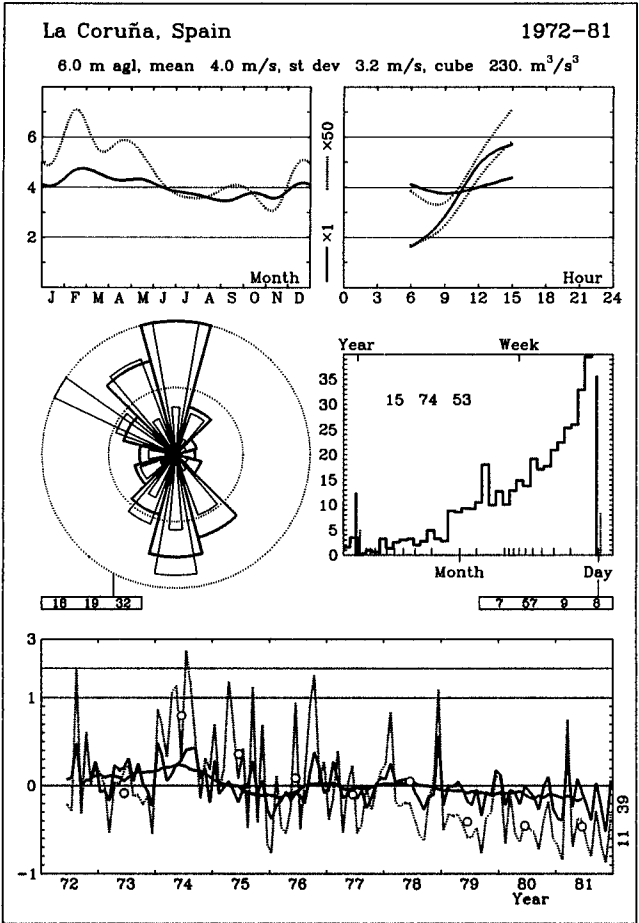 La Coruña, Spain 1972–81
6.0 m agl, mean 4.0 m/s, st dev 3.2 m/s, cube 230. m³/s³
6
4
2
×1 ×50
Month
J F M A M J J A S O N D
Hour
0 3 6 9 12 15 18 21 24
Year Week
35
30
25
20
15
10
5
0
15 74 53
Month Day
18 19 32
7 57 9 8
3
1
0
-1
11 39
72 73 74 75 76 77 78 79 80 81
Year